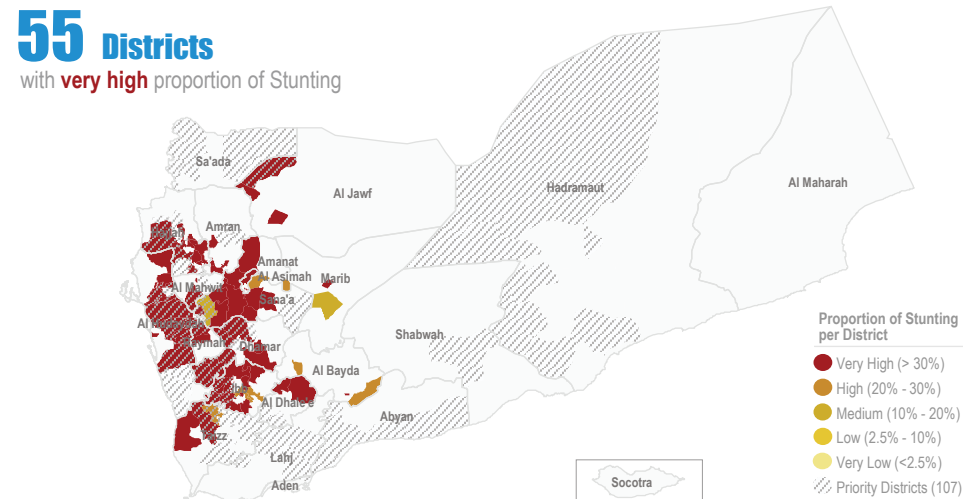 55 Districts
with very high proportion of Stunting
Sa'ada
Al Jawf
Hadramaut
Al Maharah
Hajjah
Amran
Amanat
Al Asimah
Marib
Al Mahwit
Sana'a
Al Hudaydah
Raymah
Dhamar
Shabwah
Al Bayda
Ibb
Al Dhale'e
Abyan
Taizz
Lahj
Aden
Socotra
Proportion of Stunting
per District
Very High (> 30%)
High (20% - 30%)
Medium (10% - 20%)
Low (2.5% - 10%)
Very Low (<2.5%)
Priority Districts (107)